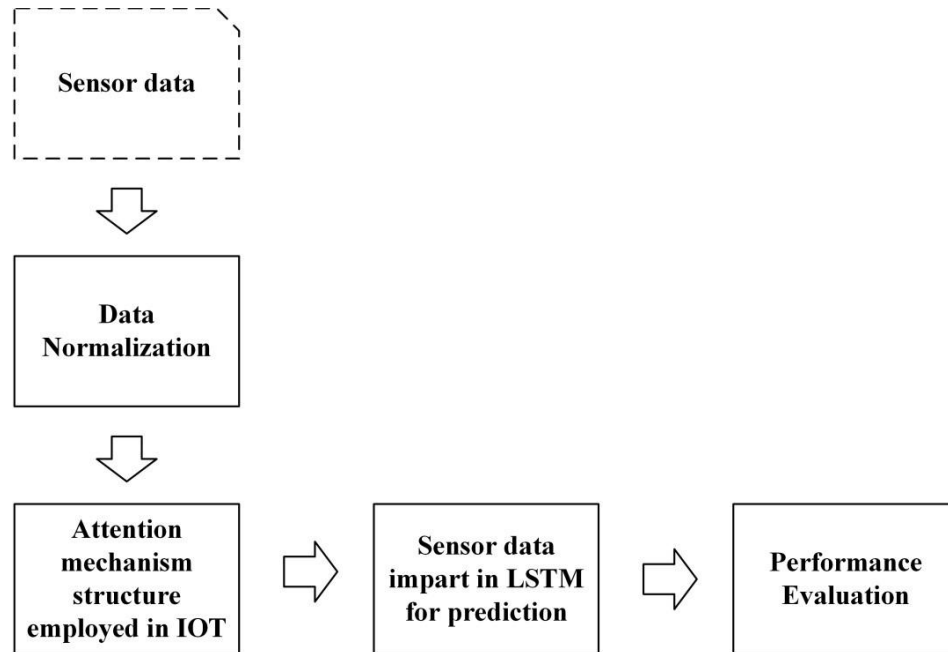 Sensor data
Data
Normalization
Attention
mechanism
structure
employed in IOT
Sensor data
impart in LSTM
for prediction
Performance
Evaluation